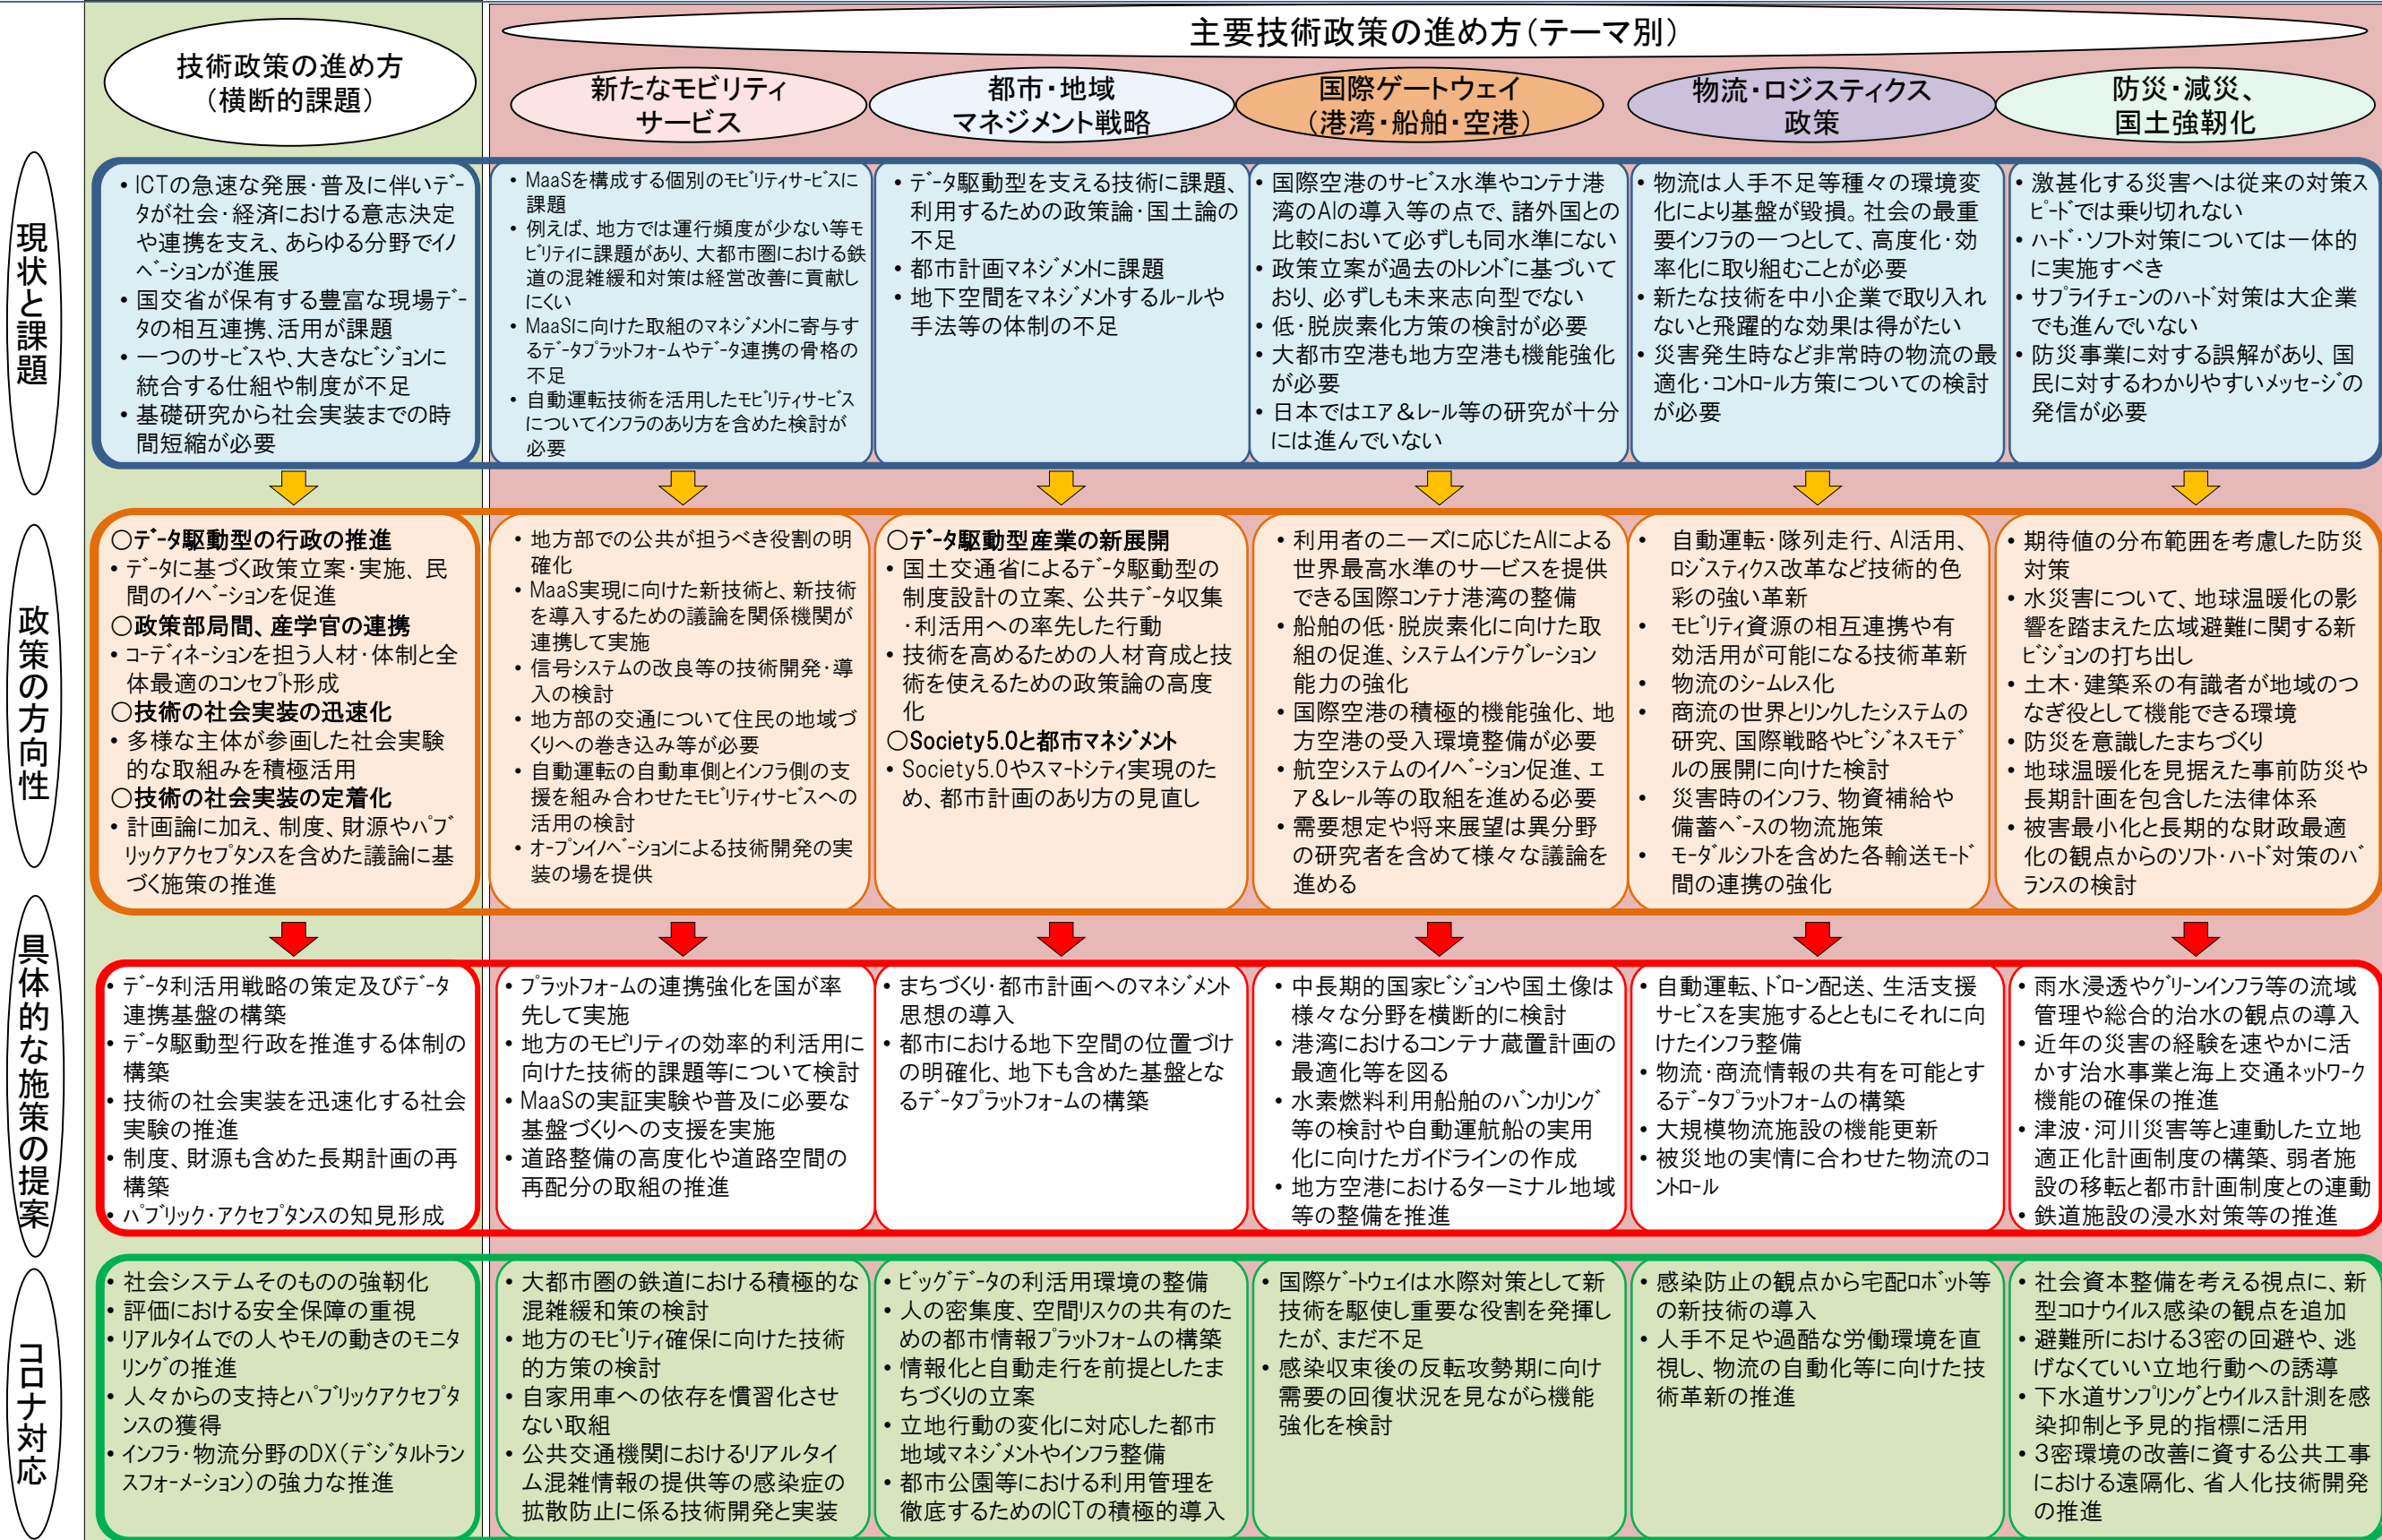 主要技術政策の進め方(テーマ別)
技術政策の進め方
(横断的課題)
新たなモビリティ
サービス
都市・地域
マネジメント戦略
国際ゲートウェイ
(港湾・船舶・空港)
物流・ロジスティクス
政策
防災・減災、
国土強靭化
現状と課題
• ICTの急速な発展・普及に伴いデー
タが社会・経済における意志決定
や連携を支え、あらゆる分野でイノ
ベーションが進展
• 国交省が保有する豊富な現場デー
タの相互連携、活用が課題
• 一つのサービスや、大きなビジョンに
統合する仕組や制度が不足
• 基礎研究から社会実装までの時
間短縮が必要
• MaaSを構成する個別のモビリティサービスに
課題
• 例えば、地方では運行頻度が少ない等モ
ビリティに課題があり、大都市圏における鉄
道の混雑緩和対策は経営改善に貢献し
にくい
• MaaSに向けた取組のマネジメントに寄与す
るデータプラットフォームやデータ連携の骨格の
不足
• 自動運転技術を活用したモビリティサービス
についてインフラのあり方を含めた検討が
必要
• データ駆動型を支える技術に課題、
利用するための政策論・国土論の
不足
• 都市計画マネジメントに課題
• 地下空間をマネジメントするルールや
手法等の体制の不足
• 国際空港のサービス水準やコンテナ港
湾のAIの導入等の点で、諸外国との
比較において必ずしも同水準にない
• 政策立案が過去のトレンドに基づいて
おり、必ずしも未来志向型でない
• 低・脱炭素化方策の検討が必要
• 大都市空港も地方空港も機能強化
が必要
• 日本ではエア&レール等の研究が十分
には進んでいない
• 物流は人手不足等種々の環境変
化により基盤が毀損。社会の最重
要インフラの一つとして、高度化・効
率化に取り組むことが必要
• 新たな技術を中小企業で取り入れ
ないと飛躍的な効果は得がたい
• 災害発生時など非常時の物流の最
適化・コントロール方策についての検討
が必要
• 激甚化する災害へは従来の対策ス
ピードでは乗り切れない
• ハード・ソフト対策については一体的
に実施すべき
• サプライチェーンのハード対策は大企業
でも進んでいない
• 防災事業に対する誤解があり、国
民に対するわかりやすいメッセージの
発信が必要
政策の方向性
○データ駆動型の行政の推進
• データに基づく政策立案・実施、民
間のイノベーションを促進
○政策部局間、産学官の連携
• コーディネーションを担う人材・体制と全
体最適のコンセプト形成
○技術の社会実装の迅速化
• 多様な主体が参画した社会実験
的な取組みを積極活用
○技術の社会実装の定着化
• 計画論に加え、制度、財源やパブ
リックアクセプタンスを含めた議論に基
づく施策の推進
• 地方部での公共が担うべき役割の明
確化
• MaaS実現に向けた新技術と、新技術
を導入するための議論を関係機関が
連携して実施
• 信号システムの改良等の技術開発・導
入の検討
• 地方部の交通について住民の地域づ
くりへの巻き込み等が必要
• 自動運転の自動車側とインフラ側の支
援を組み合わせたモビリティサービスへの
活用の検討
• オープンイノベーションによる技術開発の実
装の場を提供
○データ駆動型産業の新展開
• 国土交通省によるデータ駆動型の
制度設計の立案、公共データ収集
・利活用への率先した行動
• 技術を高めるための人材育成と技
術を使えるための政策論の高度
化
○Society5.0と都市マネジメント
• Society5.0やスマートシティ実現のた
め、都市計画のあり方の見直し
• 利用者のニーズに応じたAIによる
世界最高水準のサービスを提供
できる国際コンテナ港湾の整備
• 船舶の低・脱炭素化に向けた取
組の促進、システムインテグレーション
能力の強化
• 国際空港の積極的機能強化、地
方空港の受入環境整備が必要
• 航空システムのイノベーション促進、エ
ア&レール等の取組を進める必要
• 需要想定や将来展望は異分野
の研究者を含めて様々な議論を
進める
• 自動運転・隊列走行、AI活用、
ロジスティクス改革など技術的色
彩の強い革新
• モビリティ資源の相互連携や有
効活用が可能になる技術革新
• 物流のシームレス化
• 商流の世界とリンクしたシステムの
研究、国際戦略やビジネスモデ
ルの展開に向けた検討
• 災害時のインフラ、物資補給や
備蓄ベースの物流施策
• モーダルシフトを含めた各輸送モード
間の連携の強化
• 期待値の分布範囲を考慮した防災
対策
• 水災害について、地球温暖化の影
響を踏まえた広域避難に関する新
ビジョンの打ち出し
• 土木・建築系の有識者が地域のつ
なぎ役として機能できる環境
• 防災を意識したまちづくり
• 地球温暖化を見据えた事前防災や
長期計画を包含した法律体系
• 被害最小化と長期的な財政最適
化の観点からのソフト・ハード対策のバ
ランスの検討
具体的な施策の提案
• データ利活用戦略の策定及びデータ
連携基盤の構築
• データ駆動型行政を推進する体制の
構築
• 技術の社会実装を迅速化する社会
実験の推進
• 制度、財源も含めた長期計画の再
構築
• パブリック・アクセプタンスの知見形成
• プラットフォームの連携強化を国が率
先して実施
• 地方のモビリティの効率的利活用に
向けた技術的課題等について検討
• MaaSの実証実験や普及に必要な
基盤づくりへの支援を実施
• 道路整備の高度化や道路空間の
再配分の取組の推進
• まちづくり・都市計画へのマネジメント
思想の導入
• 都市における地下空間の位置づけ
の明確化、地下も含めた基盤とな
るデータプラットフォームの構築
• 中長期的国家ビジョンや国土像は
様々な分野を横断的に検討
• 港湾におけるコンテナ蔵置計画の
最適化等を図る
• 水素燃料利用船舶のバンカリング
等の検討や自動運航船の実用
化に向けたガイドラインの作成
• 地方空港におけるターミナル地域
等の整備を推進
• 自動運転、ドローン配送、生活支援
サービスを実施するとともにそれに向
けたインフラ整備
• 物流・商流情報の共有を可能とす
るデータプラットフォームの構築
• 大規模物流施設の機能更新
• 被災地の実情に合わせた物流のコ
ントロール
• 雨水浸透やグリーンインフラ等の流域
管理や総合的治水の観点の導入
• 近年の災害の経験を速やかに活
かす治水事業と海上交通ネットワーク
機能の確保の推進
• 津波・河川災害等と連動した立地
適正化計画制度の構築、弱者施
設の移転と都市計画制度との連動
• 鉄道施設の浸水対策等の推進
コロナ対応
• 社会システムそのものの強靭化
• 評価における安全保障の重視
• リアルタイムでの人やモノの動きのモニタ
リングの推進
• 人々からの支持とパブリックアクセプタ
ンスの獲得
• インフラ・物流分野のDX(デジタルトラン
スフォーメーション)の強力な推進
• 大都市圏の鉄道における積極的な
混雑緩和策の検討
• 地方のモビリティ確保に向けた技術
的方策の検討
• 自家用車への依存を慣習化させ
ない取組
• 公共交通機関におけるリアルタイ
ム混雑情報の提供等の感染症の
拡散防止に係る技術開発と実装
• ビッグデータの利活用環境の整備
• 人の密集度、空間リスクの共有のた
めの都市情報プラットフォームの構築
• 情報化と自動走行を前提としたま
ちづくりの立案
• 立地行動の変化に対応した都市
地域マネジメントやインフラ整備
• 都市公園等における利用管理を
徹底するためのICTの積極的導入
• 国際ゲートウェイは水際対策として新
技術を駆使し重要な役割を発揮し
たが、まだ不足
• 感染収束後の反転攻勢期に向け
需要の回復状況を見ながら機能
強化を検討
• 感染防止の観点から宅配ロボット等
の新技術の導入
• 人手不足や過酷な労働環境を直
視し、物流の自動化等に向けた技
術革新の推進
• 社会資本整備を考える視点に、新
型コロナウイルス感染の観点を追加
• 避難所における3密の回避や、逃
げなくていい立地行動への誘導
• 下水道サンプリングとウイルス計測を感
染抑制と予見的指標に活用
• 3密環境の改善に資する公共工事
における遠隔化、省人化技術開発
の推進